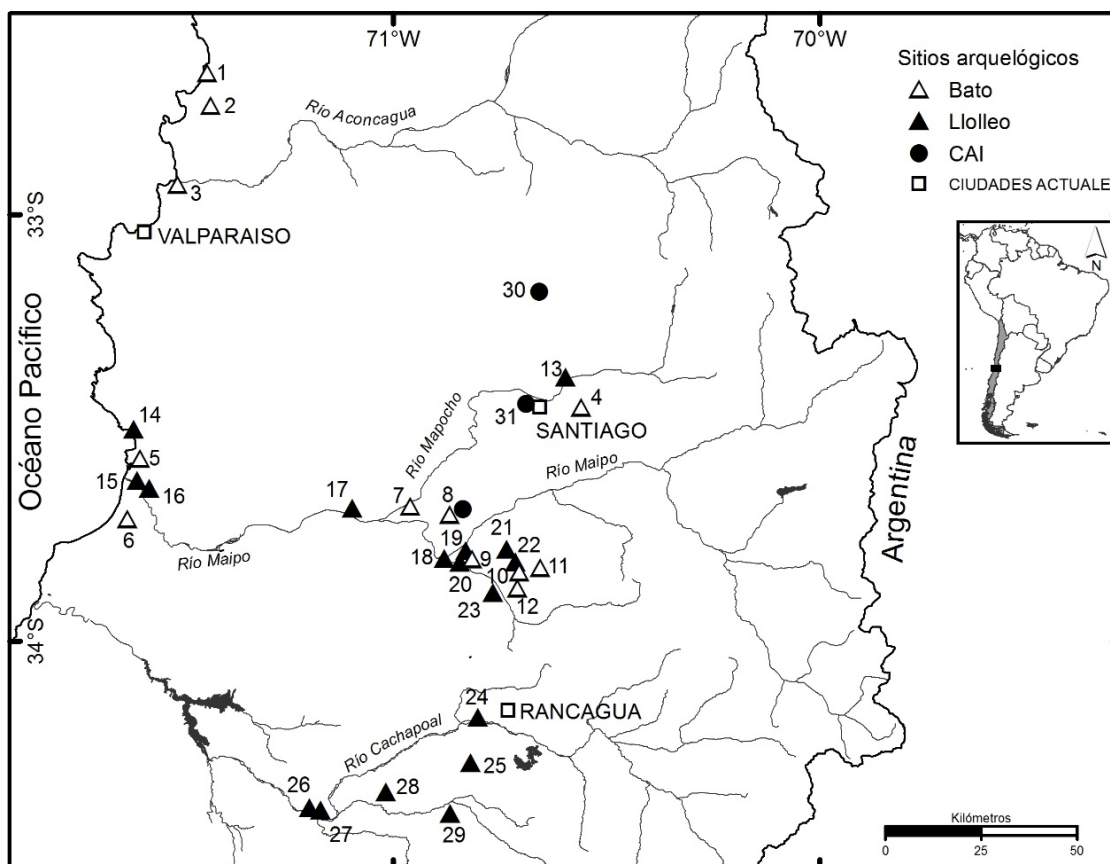 71°W
70°W
Sitios arquelógicos
Bato
Llolleo
CAI
CIUDADES ACTUALE
N
1
2
Río Aconcagua
3
33°S
VALPARAISO
Océano Pacífico
30
13
4
31
SANTIAGO
Río Mapocho
14
5
15
16
6
17
7
8
Río Maipo
Río Maipo
Argentina
21
19
22
18
9
10
11
20
23
12
34°S
24
RANCAGUA
Río Cachapoal
25
26
28
27
29
Kilómetros
0
25
50